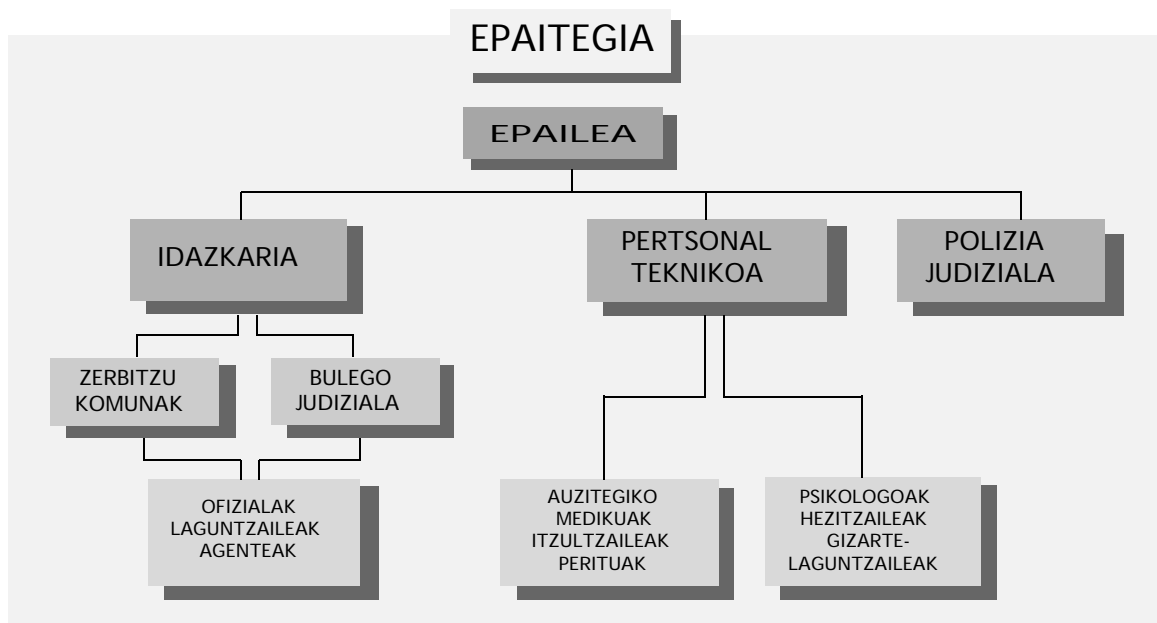 EPAITEGIA
EPAILEA
IDAZKARIA
PERTSONAL
TEKNIKOA
POLIZIA
JUDIZIALA
ZERBITZU
KOMUNAK
BULEGO
JUDIZIALA
OFIZIALAK
LAGUNTZAILEAK
AGENTEAK
AUZITEGIKO
MEDIKUAK
ITZULTZAILEAK
PERITUAK
PSIKOLOGOAK
HEZITZAILEAK
GIZARTE-
LAGUNTZAILEAK